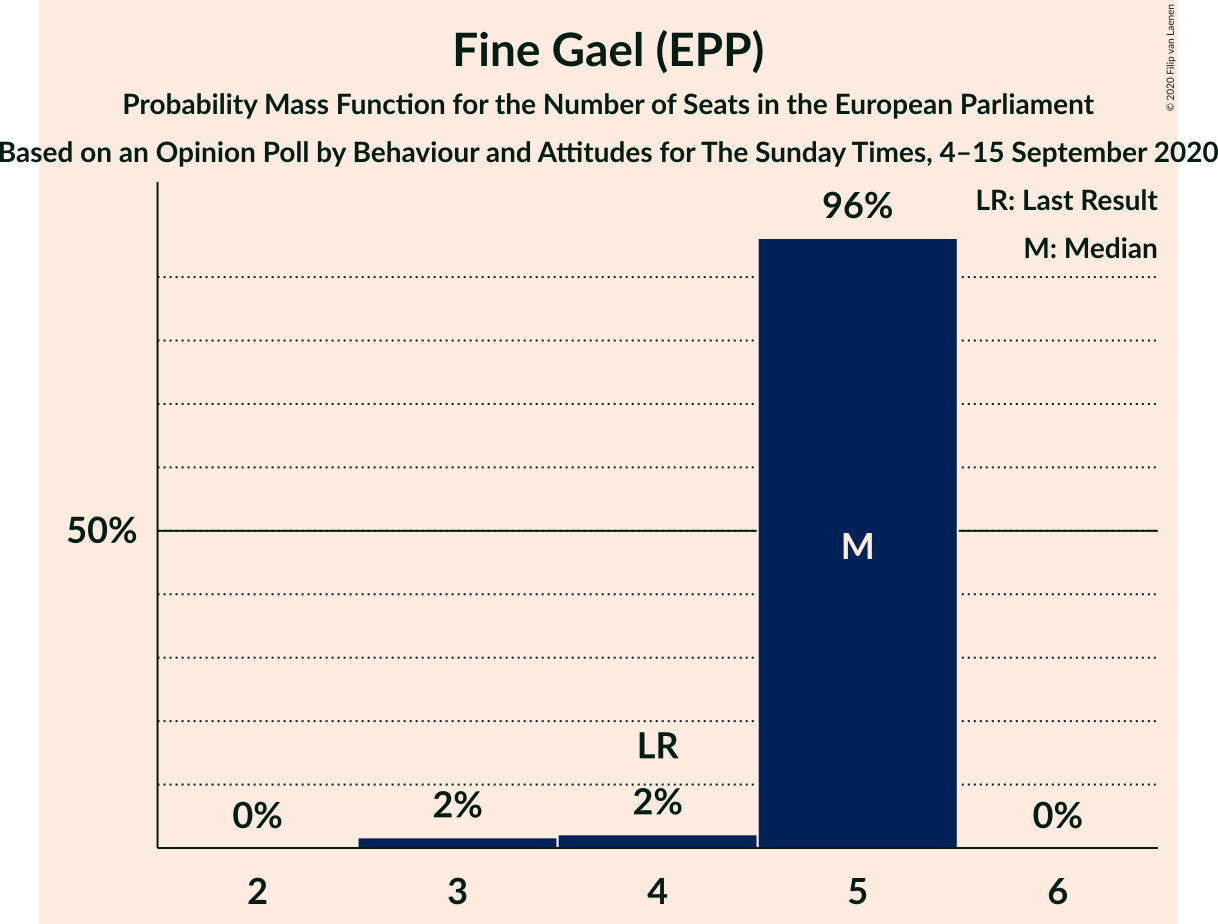 Fine Gael (EPP)
Probability Mass Function for the Number of Seats in the European Parliament
Based on an Opinion Poll by Behaviour and Attitudes for The Sunday Times, 4–15 September 2020
© 2020 Filip van Laenen
LR: Last Result
M: Median
96%
50%
M
LR
0%
2%
2%
0%
2
3
4
5
6